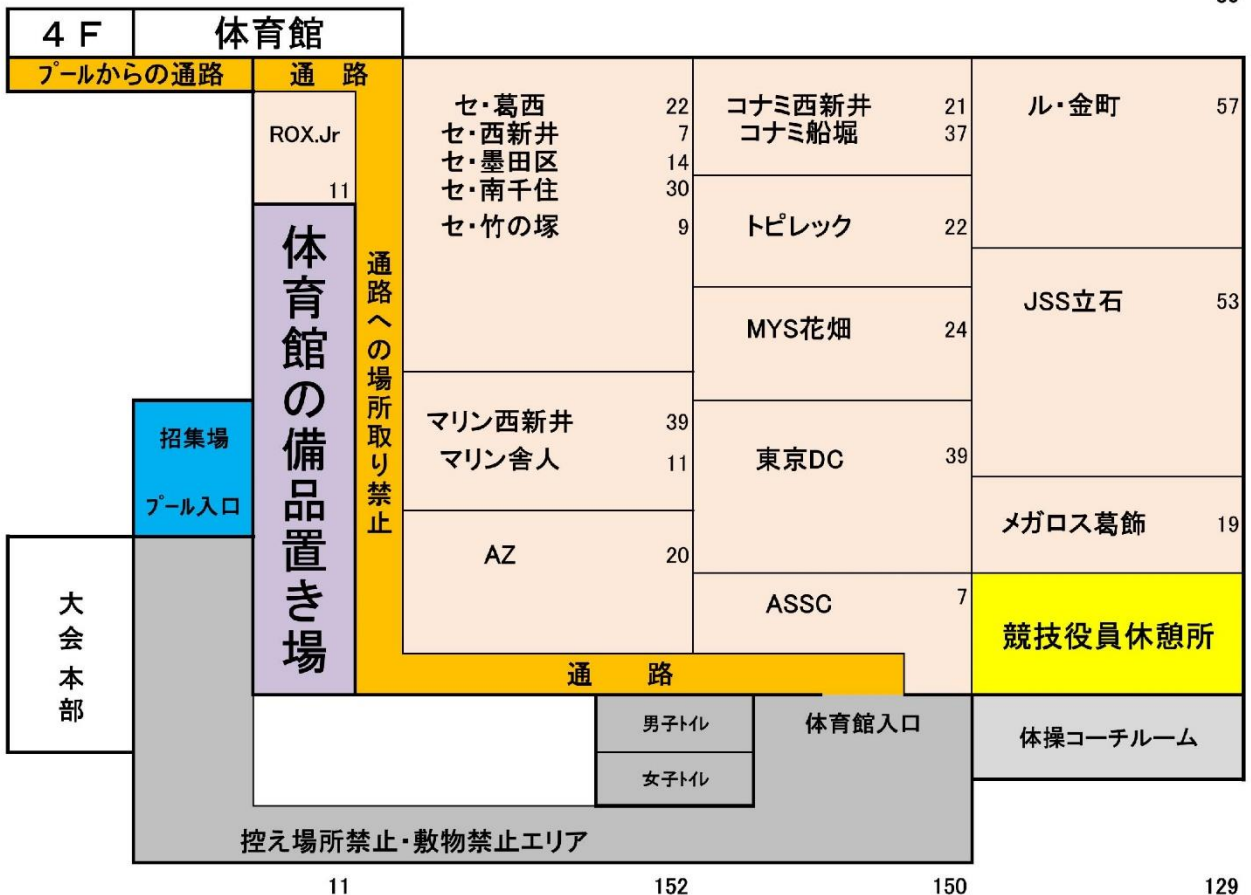 ４Ｆ 体育館
プールからの通路 通 路
ROX.Jr
11
セ・葛西 22
セ・西新井 7
セ・墨田区 14
セ・南千住 30
セ・竹の塚 9
コナミ西新井 21
コナミ船堀 37
トピレック 22
MYS花畑 24
ル・金町 57
JSS立石 53
体育館の備品置き場
通路への場所取り禁止
マリン西新井 39
マリン舎人 11
東京DC 39
メガロス葛飾 19
招集場
プール入口
AZ 20
ASSC 7
競技役員休憩所
大会本部
通 路
男子トイレ
女子トイレ
体育館入口
体操コーチルーム
控え場所禁止・敷物禁止エリア
11 152 150 129